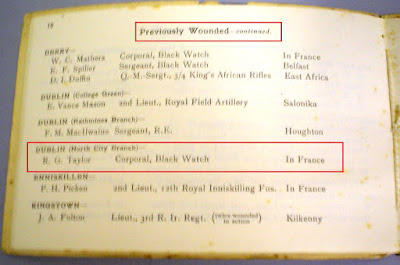 18
Previously Wounded—continued.
DERRY—
W. C. Mathers Corporal, Black Watch In France
E. F. Spiller Sergeant, Black Watch Belfast
D. I. Duffin Q.-M.-Sergt., 3/4 King's African Rifles East Africa
DUBLIN (College Green)—
E. Vance Mason 2nd Lieut., Royal Field Artillery Salonika
DUBLIN (Rathmines Branch)—
F. M. MacIlwaine Sergeant, R.E. Houghton
DUBLIN (North City Branch)—
R. G. Taylor Corporal, Black Watch In France
ENNISKILLEN—
P. H. Picken 2nd Lieut., 12th Royal Inniskilling Fus. In France
KINGSTOWN—
J. A. Fulton Lieut., 3rd R. Ir. Regt. (twice wounded in action) Kilkenny